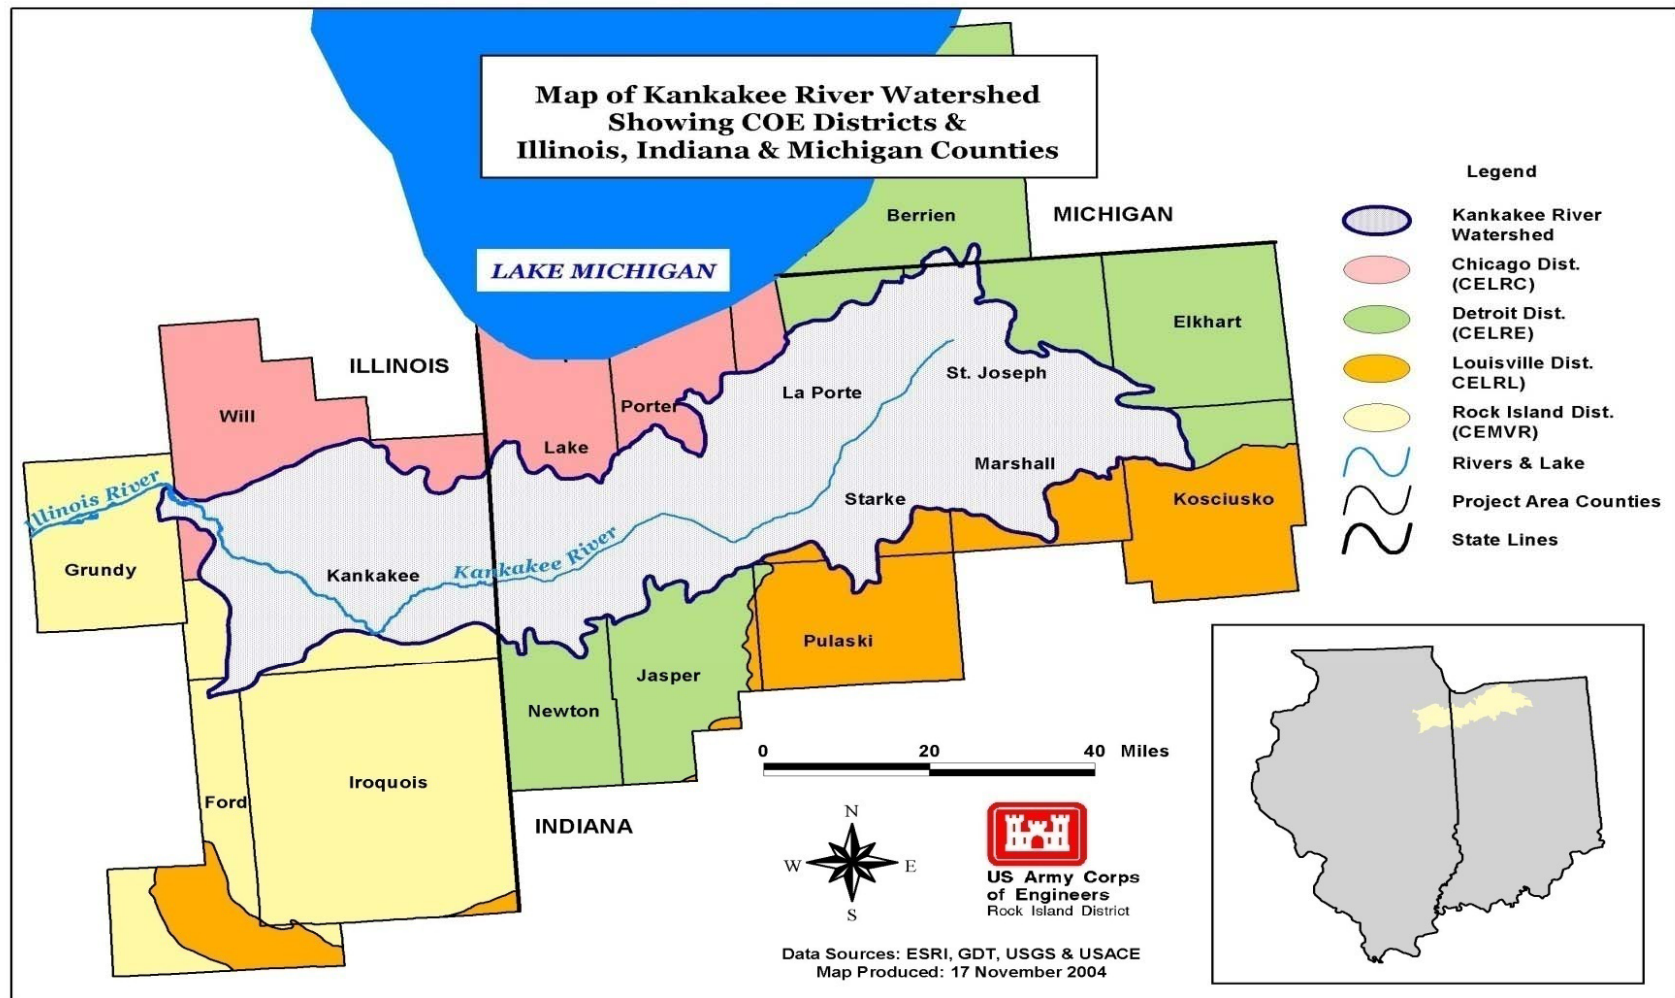 Map of Kankakee River Watershed
Showing COE Districts &
Illinois, Indiana & Michigan Counties
LAKE MICHIGAN
Berrien
MICHIGAN
ILLINOIS
Will
Lake
Porter
La Porte
St. Joseph
Elkhart
Marshall
Starke
Kosciusko
Illinois River
Grundy
Kankakee
Kankakee River
Pulaski
Jasper
Newton
Iroquois
Ford
INDIANA
Legend
Kankakee River
Watershed
Chicago Dist.
(CELRC)
Detroit Dist.
(CELRE)
Louisville Dist.
CELRL)
Rock Island Dist.
(CEMVR)
Rivers & Lake
Project Area Counties
State Lines
0 20 40 Miles
N
W E
S
US Army Corps
of Engineers
Rock Island District
Data Sources: ESRI, GDT, USGS & USACE
Map Produced: 17 November 2004